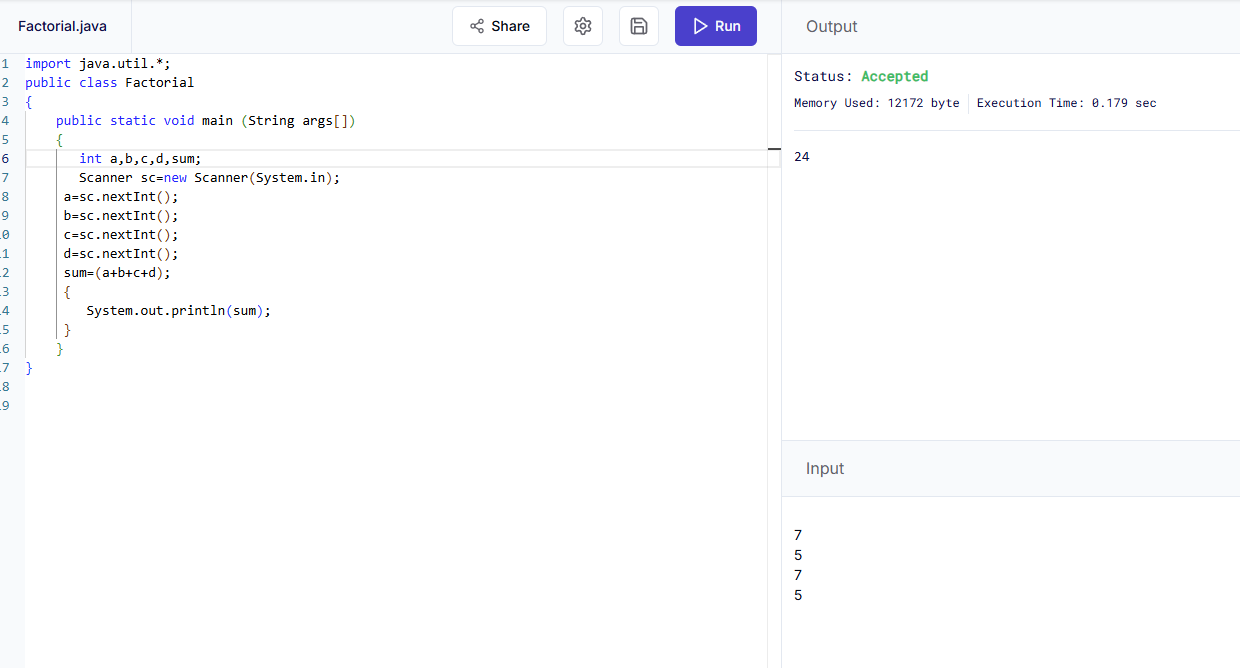 Factorial.java
Share
Run
Output
1 import java.util.*;
2 public class Factorial
3 {
4 public static void main (String args[])
5 {
6 int a,b,c,d,sum;
7 Scanner sc=new Scanner(System.in);
8 a=sc.nextInt();
9 b=sc.nextInt();
.0 c=sc.nextInt();
.1 d=sc.nextInt();
.2 sum=(a+b+c+d);
.3 {
.4 System.out.println(sum);
.5 }
.6 }
.7 }
.8
.9
Status: Accepted
Memory Used: 12172 byte Execution Time: 0.179 sec
24
Input
7
5
7
5